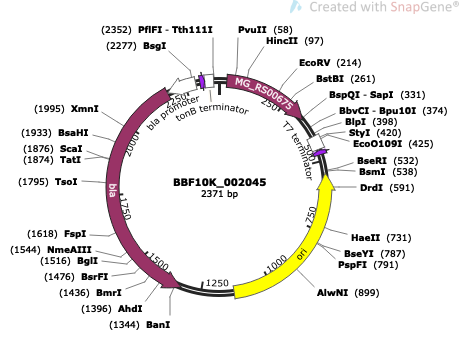 Created with SnapGene®
(2352) PflFI - Tth111I
(2277) BsgI
PvuII (58)
HincII (97)
EcoRV (214)
BstBI (261)
BspQI - SapI (331)
BbvCI - Bpu10I (374)
BlpI (398)
StyI (420)
EcoO109I (425)
BseRI (532)
BsmI (538)
DrdI (591)
HaeII (731)
BseYI (787)
PspFI (791)
AlwNI (899)
(1995) XmnI
(1933) BsaHI
(1876) ScaI
(1874) TatI
(1795) TsoI
(1618) FspI
(1544) NmeAIII
(1516) BglI
(1476) BsrFI
(1436) BmrI
(1396) AhdI
(1344) BanI
MG_RS00675
bla promoter
tonB terminator
T7 terminator
bla
ori
250
500
750
1000
1250
1500
1750
2000
2250
BBF10K_002045
2371 bp